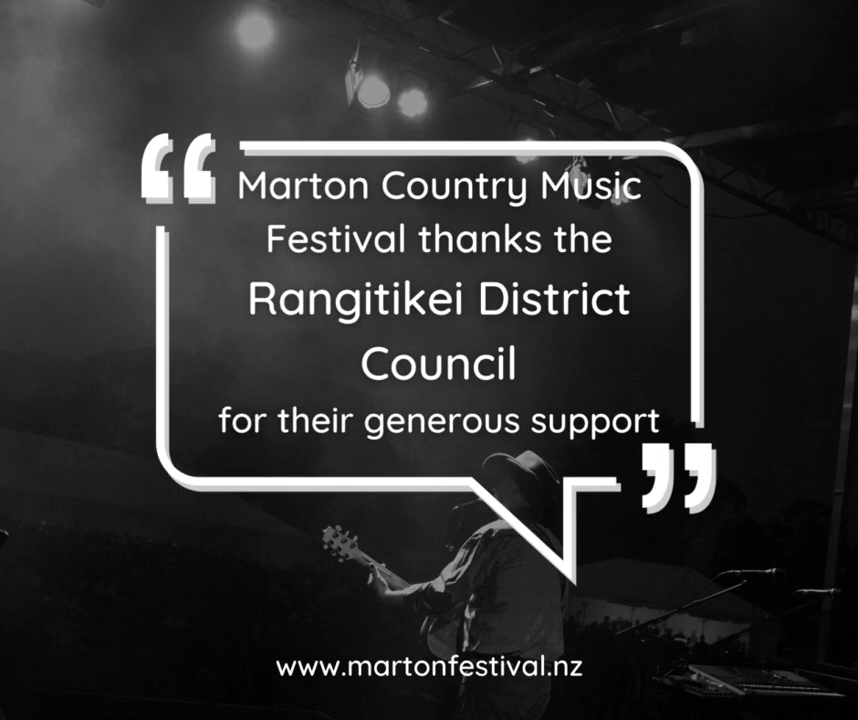 Marton Country Music
Festival thanks the
Rangitikei District
Council
for their generous support
www.martonfestival.nz